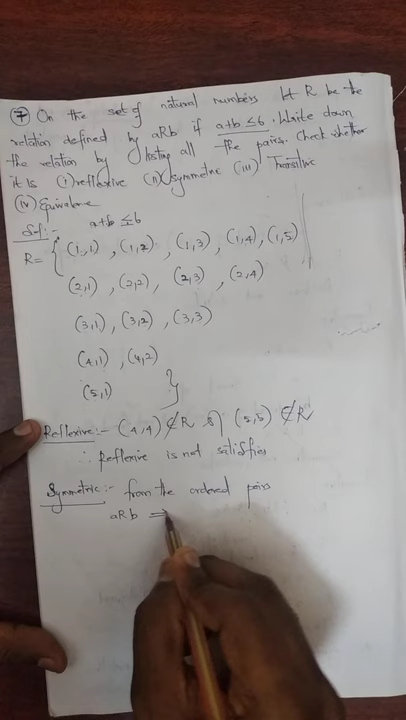 ⑦ On the set of natural numbers let R be the
relation defined by aRb if a+b ≤ 6. Write down
the relation by listing all the pairs. Check whether
it is (i) reflexive (ii) symmetric (iii) Transitive
(iv) Equivalence
a+b ≤ 6
R = { (1,1) , (1,2) , (1,3) , (1,4) , (1,5)
(2,1) , (2,2) , (2,3) , (2,4)
(3,1) , (3,2) , (3,3)
(4,1) , (4,2)
(5,1) }
Reflexive:- (4,4) ∉ R (5,5) ∉ R
∴ Reflexive is not satisfies
Symmetric:- from the ordered pairs
aRb ⇒